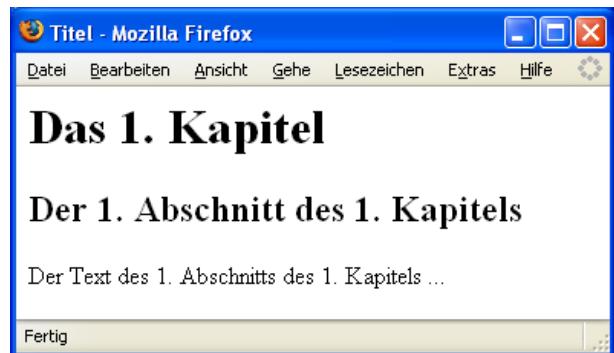 Titel - Mozilla Firefox
Datei Bearbeiten Ansicht Gehe Lesezeichen Extras Hilfe
Das 1. Kapitel
Der 1. Abschnitt des 1. Kapitels
Der Text des 1. Abschnitts des 1. Kapitels ...
Fertig